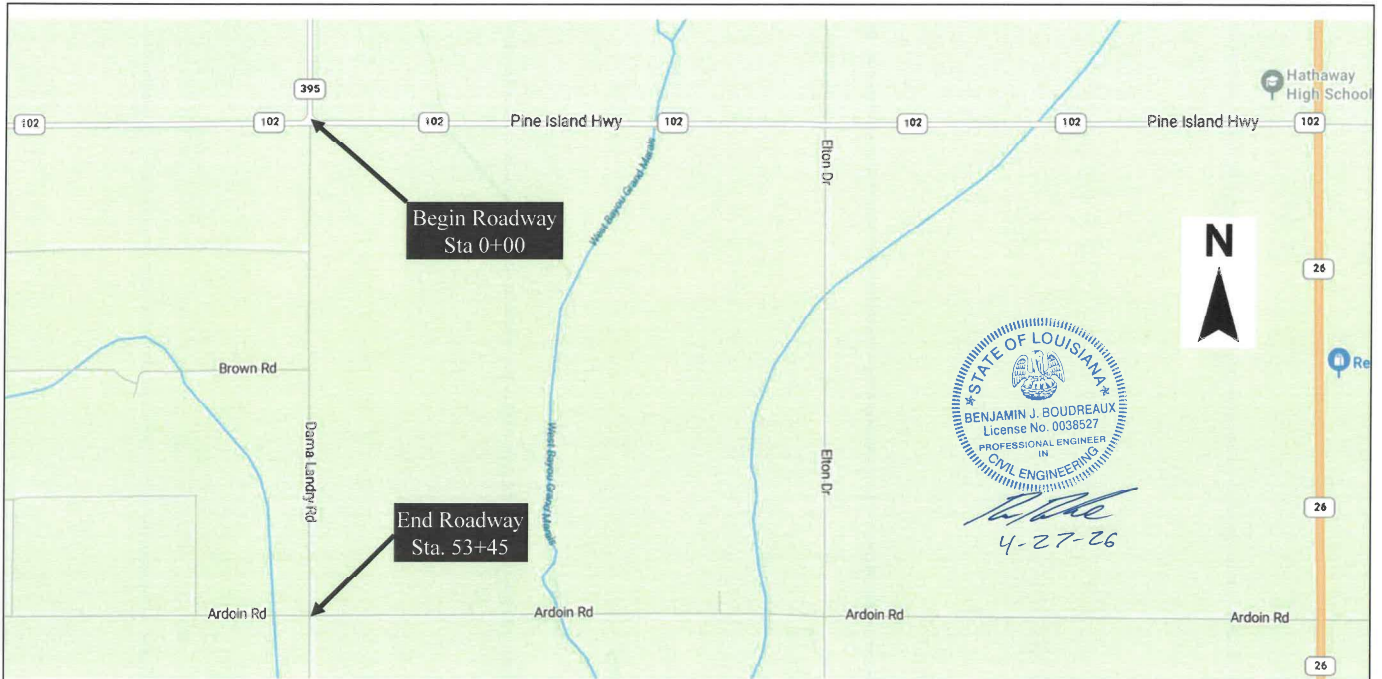 Hathaway
High School
395
102
102
102
Pine Island Hwy
102
102
102
Pine Island Hwy
102
Elton Dr
Begin Roadway
Sta 0+00
West Bayou Grand Marais
N
26
STATE OF LOUISIANA
BENJAMIN J. BOUDREAUX
License No. 0038527
PROFESSIONAL ENGINEER
IN
CIVIL ENGINEERING
4-27-26
Re
Brown Rd
Dama Landry Rd
West Bayou Grand Marais
Elton Dr
End Roadway
Sta. 53+45
26
Ardoin Rd
Ardoin Rd
Ardoin Rd
Ardoin Rd
26